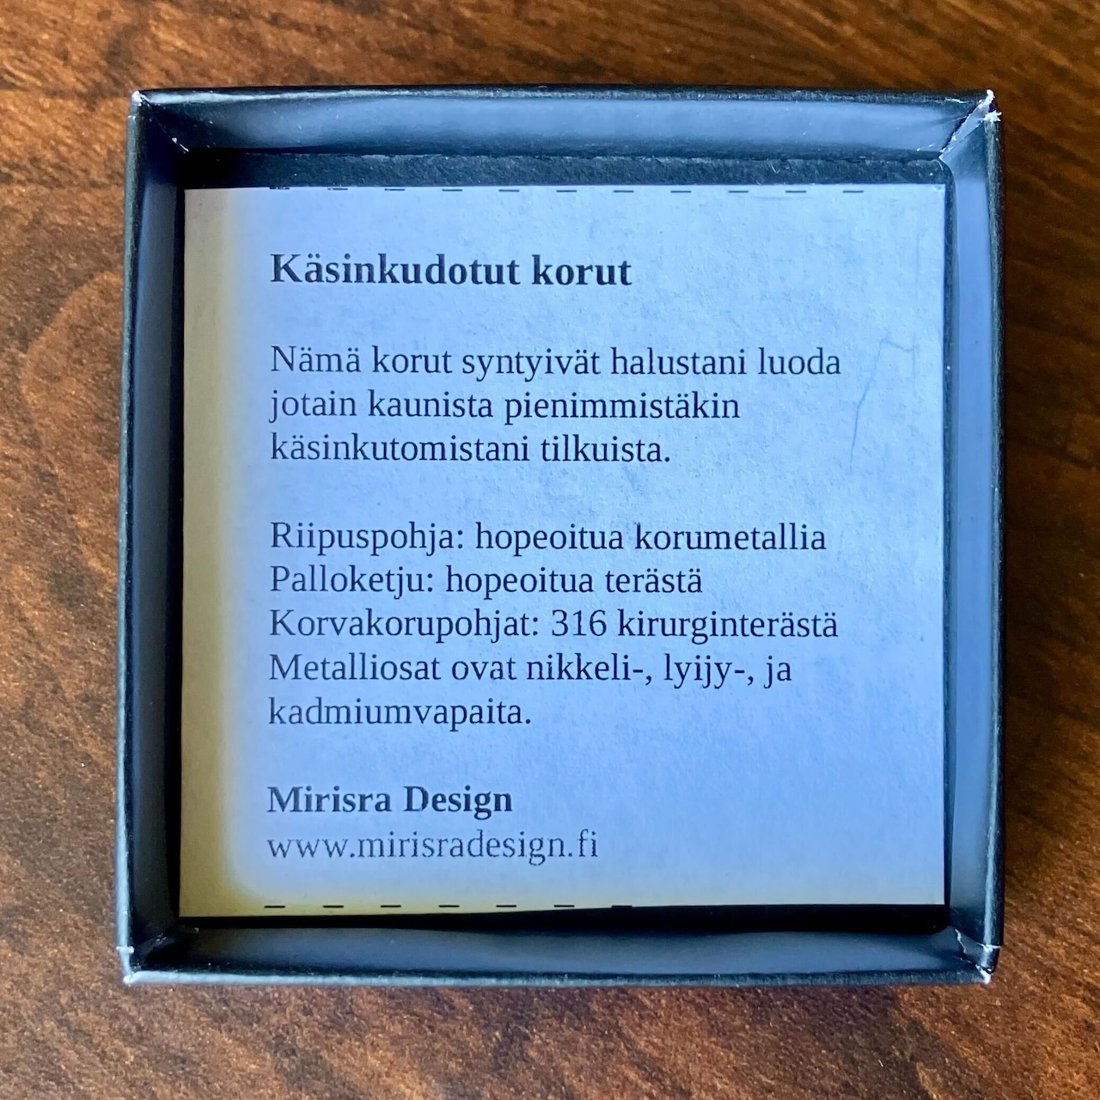 Käsinkudotut korut
Nämä korut syntyivät halustani luoda
jotain kaunista pienimmistäkin
käsinkutomistani tilkuista.
Riipuspohja: hopeoitua korumetallia
Palloketju: hopeoitua terästä
Korvakorupohjat: 316 kirurginterästä
Metalliosat ovat nikkeli-, lyijy-, ja
kadmiumvapaita.
Mirisra Design
www.mirisradesign.fi